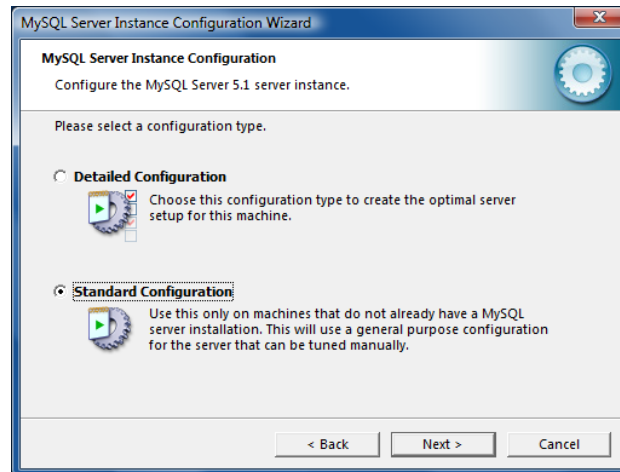 MySQL Server Instance Configuration Wizard
MySQL Server Instance Configuration
Configure the MySQL Server 5.1 server instance.
Please select a configuration type.
Detailed Configuration
Choose this configuration type to create the optimal server
setup for this machine.
Standard Configuration
Use this only on machines that do not already have a MySQL
server installation. This will use a general purpose configuration
for the server that can be tuned manually.
< Back
Next >
Cancel